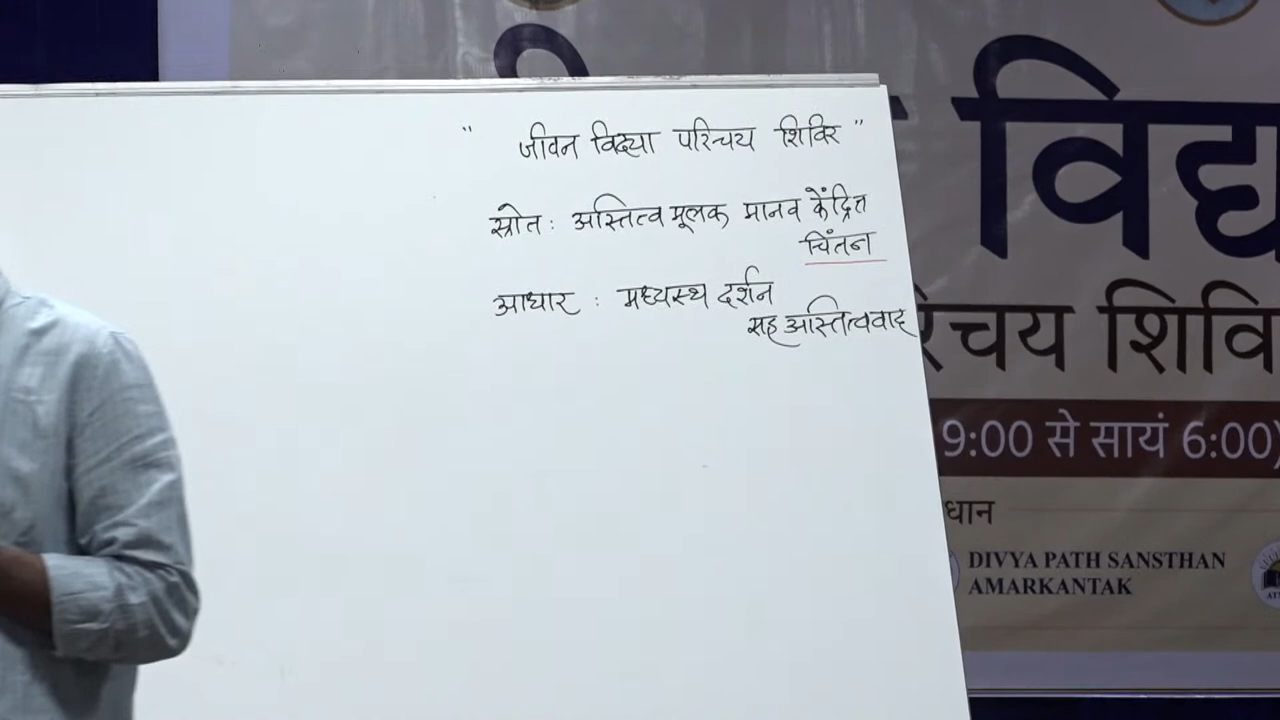 " जीवन विद्या परिचय शिविर "
स्रोत: अस्तित्व मूलक मानव केंद्रित
चिंतन
आधार : मध्यस्थ दर्शन
सह अस्तित्ववाद
विद्य
रिचय शिवि
9:00 से सायं 6:00)
धान
DIVYA PATH SANSTHAN
AMARKANTAK